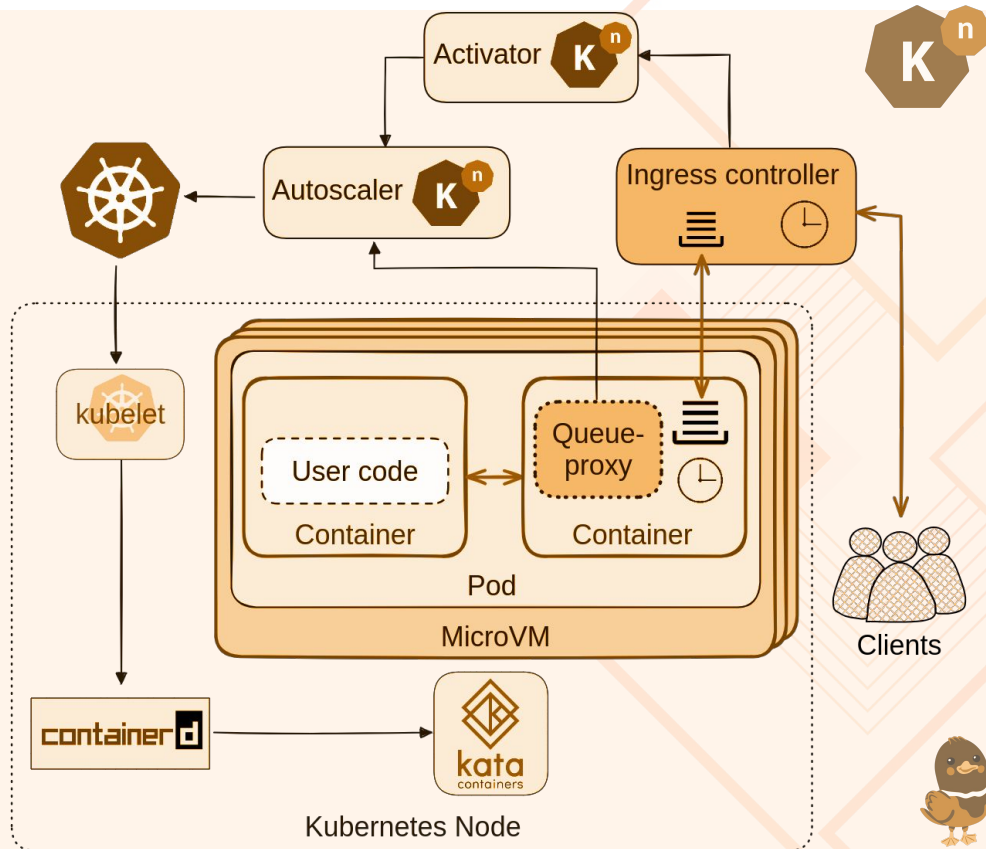 Activator
K
n
K
n
Autoscaler
K
n
Ingress controller
kubelet
User code
Container
Queue-
proxy
Container
Pod
MicroVM
Clients
containerd
kata
containers
Kubernetes Node